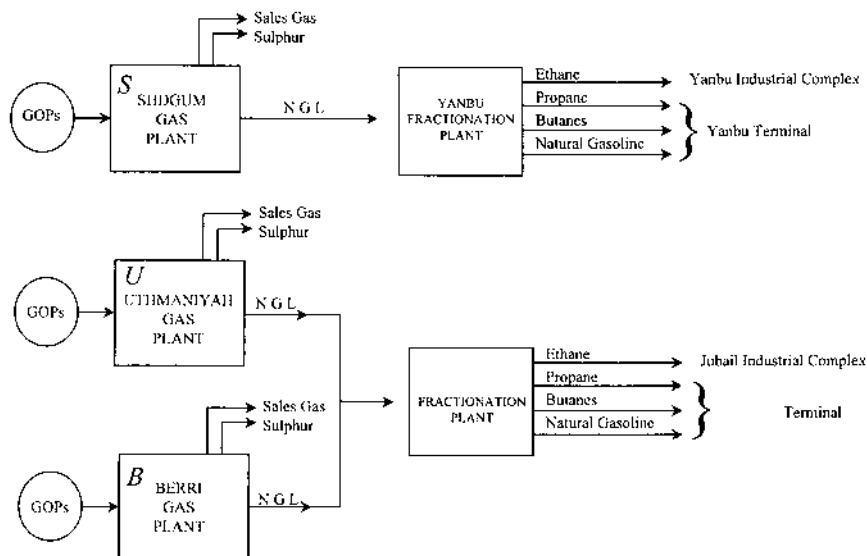 Sales Gas
Sulphur
S
SHDGUM
GAS
PLANT
GOPs
N G L
YANBU
FRACTIONATION
PLANT
Ethane
Propane
Butanes
Natural Gasoline
Yanbu Industrial Complex
Yanbu Terminal
Sales Gas
Sulphur
U
UTHMANIYAH
GAS
PLANT
GOPs
N G L
FRACTIONATION
PLANT
Ethane
Propane
Butanes
Natural Gasoline
Jubail Industrial Complex
Terminal
Sales Gas
Sulphur
B
BERRI
GAS
PLANT
GOPs
N G L